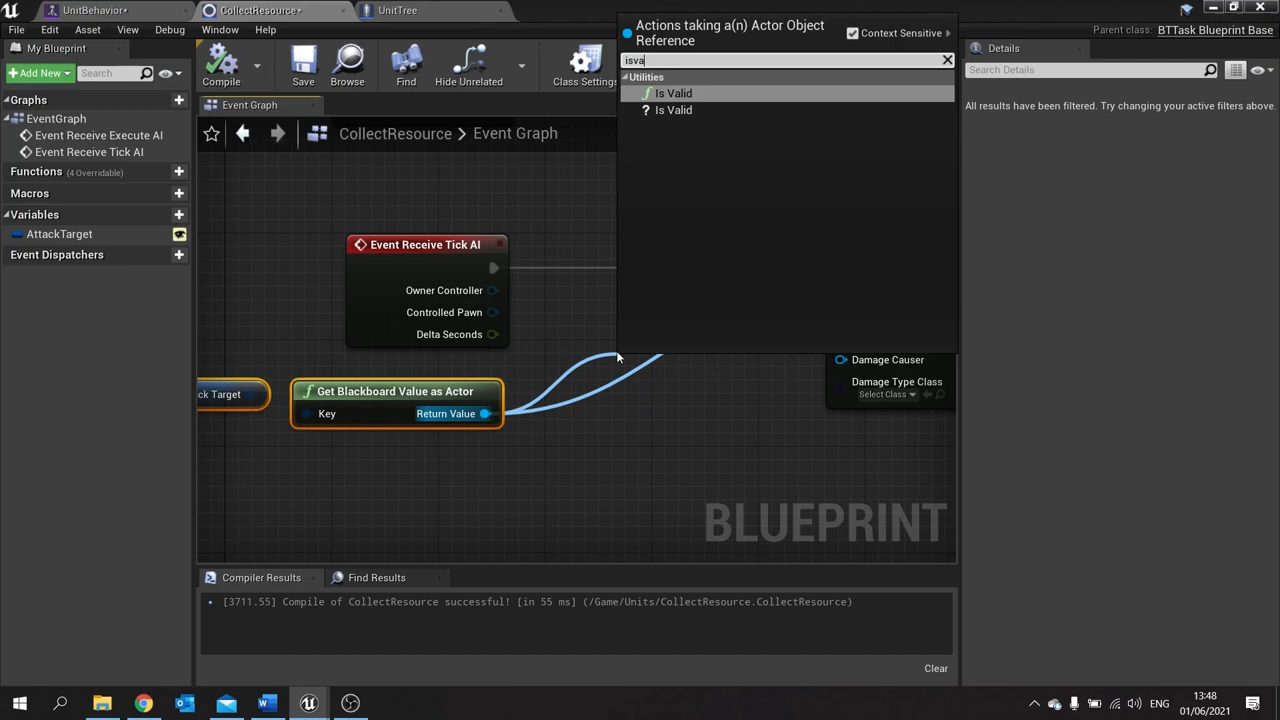 UnitBehavior*
CollectResource*
UnitTree
File Edit Asset View Debug Window Help
Parent class: BTTask Blueprint Base
My Blueprint
Add New
Search
Compile
Save
Browse
Find
Hide Unrelated
Class Settings
Details
Search Details
All results have been filtered. Try changing your active filters above.
Graphs
EventGraph
Event Receive Execute AI
Event Receive Tick AI
Functions (4 Overridable)
Macros
Variables
AttackTarget
Event Dispatchers
Event Graph
CollectResource > Event Graph
Actions taking a(n) Actor Object
Reference
Context Sensitive
isva
Utilities
Is Valid
Is Valid
Event Receive Tick AI
Owner Controller
Controlled Pawn
Delta Seconds
ck Target
Get Blackboard Value as Actor
Key
Return Value
Damage Causer
Damage Type Class
Select Class
BLUEPRINT
Compiler Results
Find Results
[3711.55] Compile of CollectResource successful! [in 55 ms] (/Game/Units/CollectResource.CollectResource)
Clear
ENG
13:48
01/06/2021